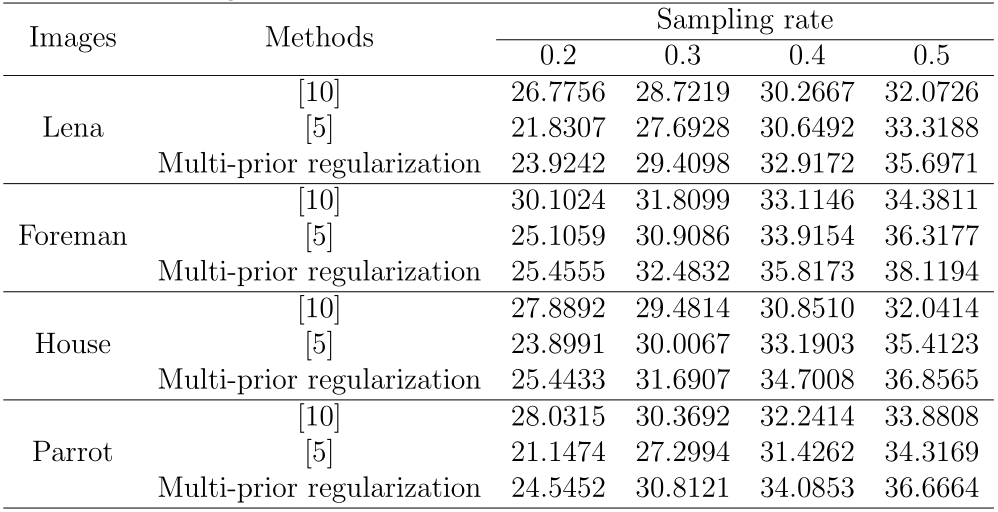 Images Methods Sampling rate
0.2 0.3 0.4 0.5
[10] 26.7756 28.7219 30.2667 32.0726
Lena [5] 21.8307 27.6928 30.6492 33.3188
Multi-prior regularization 23.9242 29.4098 32.9172 35.6971
[10] 30.1024 31.8099 33.1146 34.3811
Foreman [5] 25.1059 30.9086 33.9154 36.3177
Multi-prior regularization 25.4555 32.4832 35.8173 38.1194
[10] 27.8892 29.4814 30.8510 32.0414
House [5] 23.8991 30.0067 33.1903 35.4123
Multi-prior regularization 25.4433 31.6907 34.7008 36.8565
[10] 28.0315 30.3692 32.2414 33.8808
Parrot [5] 21.1474 27.2994 31.4262 34.3169
Multi-prior regularization 24.5452 30.8121 34.0853 36.6664